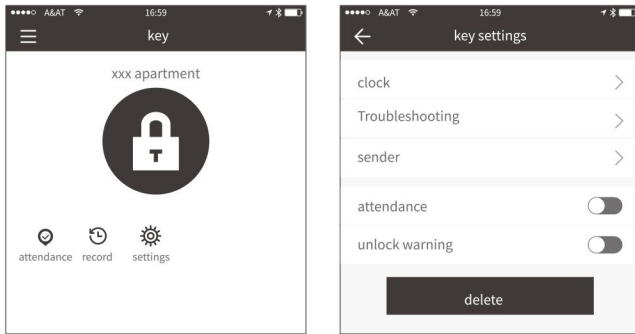 A&AT 16:59
key
xxx apartment
T
attendance record settings
A&AT 16:59
key settings
clock
Troubleshooting
sender
attendance
unlock warning
delete